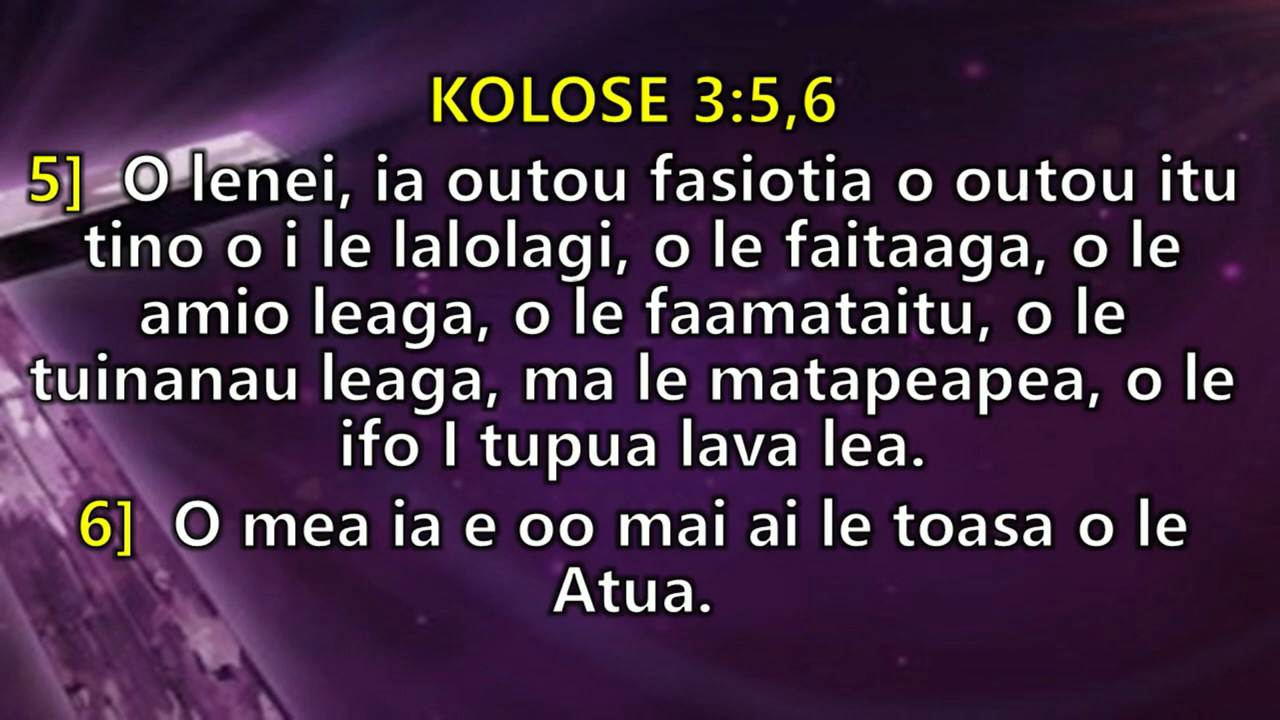 KOLOSE 3:5,6
5] O lenei, ia outou fasiotia o outou itu
tino o i le lalolagi, o le faitaaga, o le
amio leaga, o le faamataitu, o le
tuinanau leaga, ma le matapeapea, o le
ifo I tupua lava lea.
6] O mea ia e oo mai ai le toasa o le
Atua.